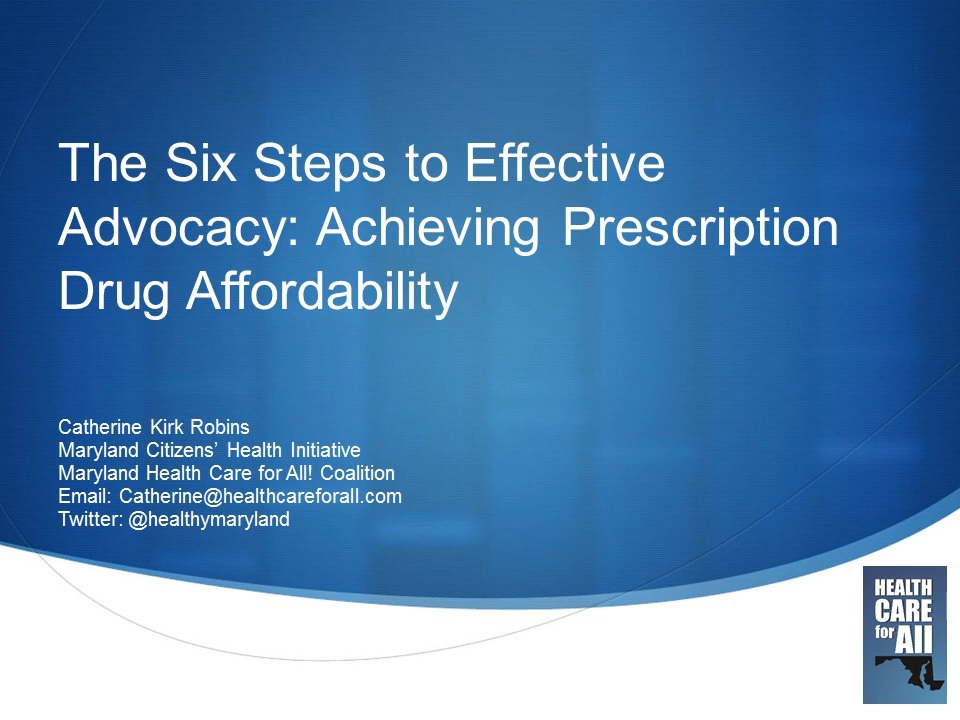 The Six Steps to Effective
Advocacy: Achieving Prescription
Drug Affordability
Catherine Kirk Robins
Maryland Citizens’ Health Initiative
Maryland Health Care for All! Coalition
Email: Catherine@healthcareforall.com
Twitter: @healthymaryland
HEALTH
CARE
for All